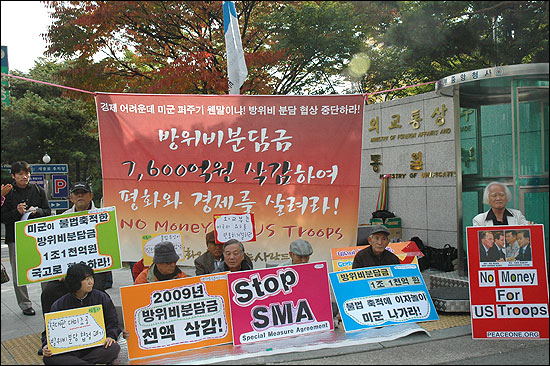 경제 어려운데 미군 퍼주기 웬말이냐! 방위비 분담 협상 중단하라!
방위비분담금
7,600억원 삭감하여
평화와 경제를 살려라!
NO Money US Troops
외교통상
MINISTRY OF FOREIGN AFFAIRS AND
통일부
MINISTRY OF
중앙청사
P
미군이 불법축적한
방위비분담금
1조 1천억원
국고로
2009년
방위비분담금
전액 삭감!
Stop
SMA
Special Measure Agreement
방위비분담금
1조 1천억원
불법 축적에 이자놀이
미군 나가라!
No Money
For
US Troops
PEACEONE.ORG